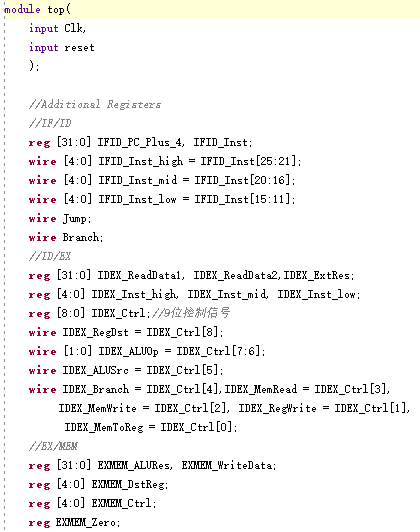 module top(
input Clk,
input reset
);
//Additional Registers
//IF/ID
reg [31:0] IFID_PC_Plus_4, IFID_Inst;
wire [4:0] IFID_Inst_high = IFID_Inst[25:21];
wire [4:0] IFID_Inst_mid = IFID_Inst[20:16];
wire [4:0] IFID_Inst_low = IFID_Inst[15:11];
wire Jump;
wire Branch;
//ID/EX
reg [31:0] IDEX_ReadData1, IDEX_ReadData2,IDEX_ExtRes;
reg [4:0] IDEX_Inst_high, IDEX_Inst_mid, IDEX_Inst_low;
reg [8:0] IDEX_Ctrl;//9位控制信号
wire IDEX_RegDst = IDEX_Ctrl[8];
wire [1:0] IDEX_ALUOp = IDEX_Ctrl[7:6];
wire IDEX_ALUSrc = IDEX_Ctrl[5];
wire IDEX_Branch = IDEX_Ctrl[4],IDEX_MemRead = IDEX_Ctrl[3],
IDEX_MemWrite = IDEX_Ctrl[2], IDEX_RegWrite = IDEX_Ctrl[1],
IDEX_MemToReg = IDEX_Ctrl[0];
//EX/MEM
reg [31:0] EXMEM_ALURes, EXMEM_WriteData;
reg [4:0] EXMEM_DstReg;
reg [4:0] EXMEM_Ctrl;
reg EXMEM_Zero;